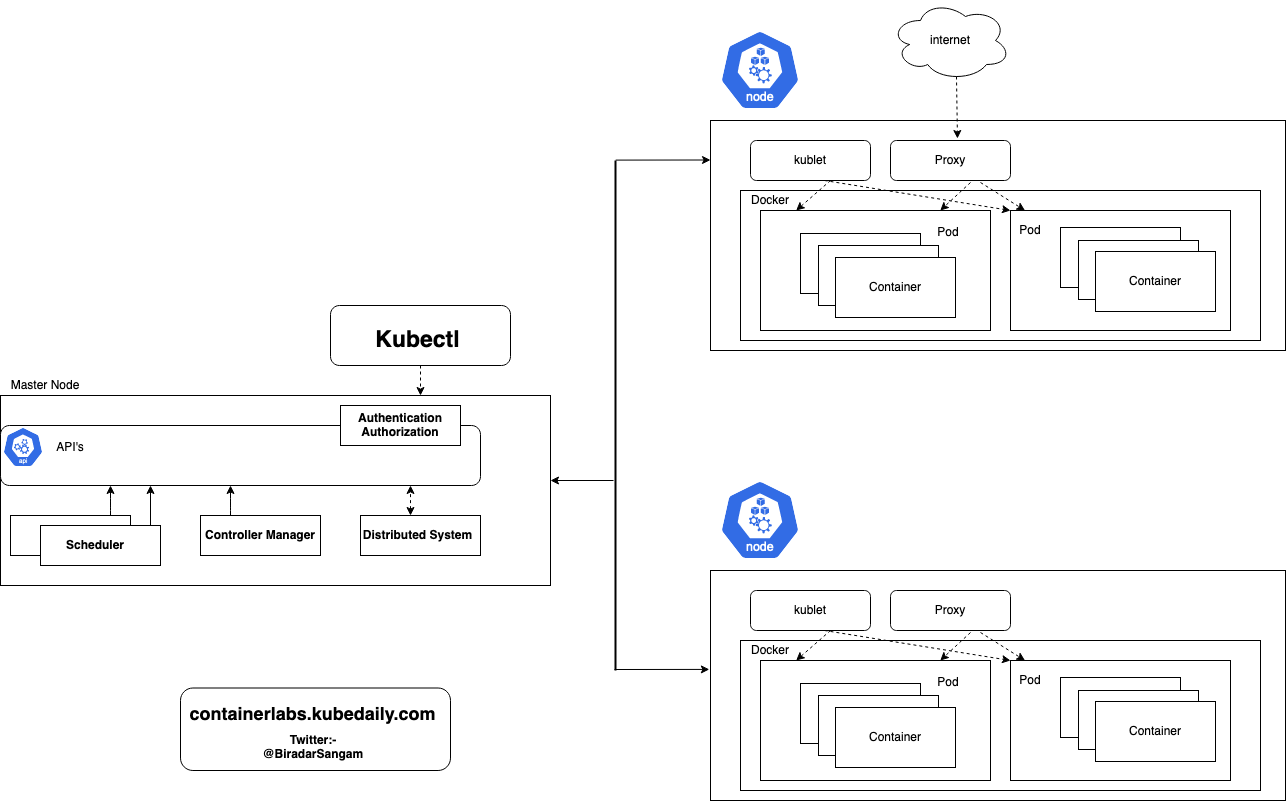 internet
node
kublet
Proxy
Docker
Pod
Container
Pod
Container
Kubectl
Master Node
Authentication
Authorization
api
API's
Scheduler
Controller Manager
Distributed System
node
kublet
Proxy
Docker
Pod
Container
Pod
Container
containerlabs.kubedaily.com
Twitter:-
@BiradarSangam